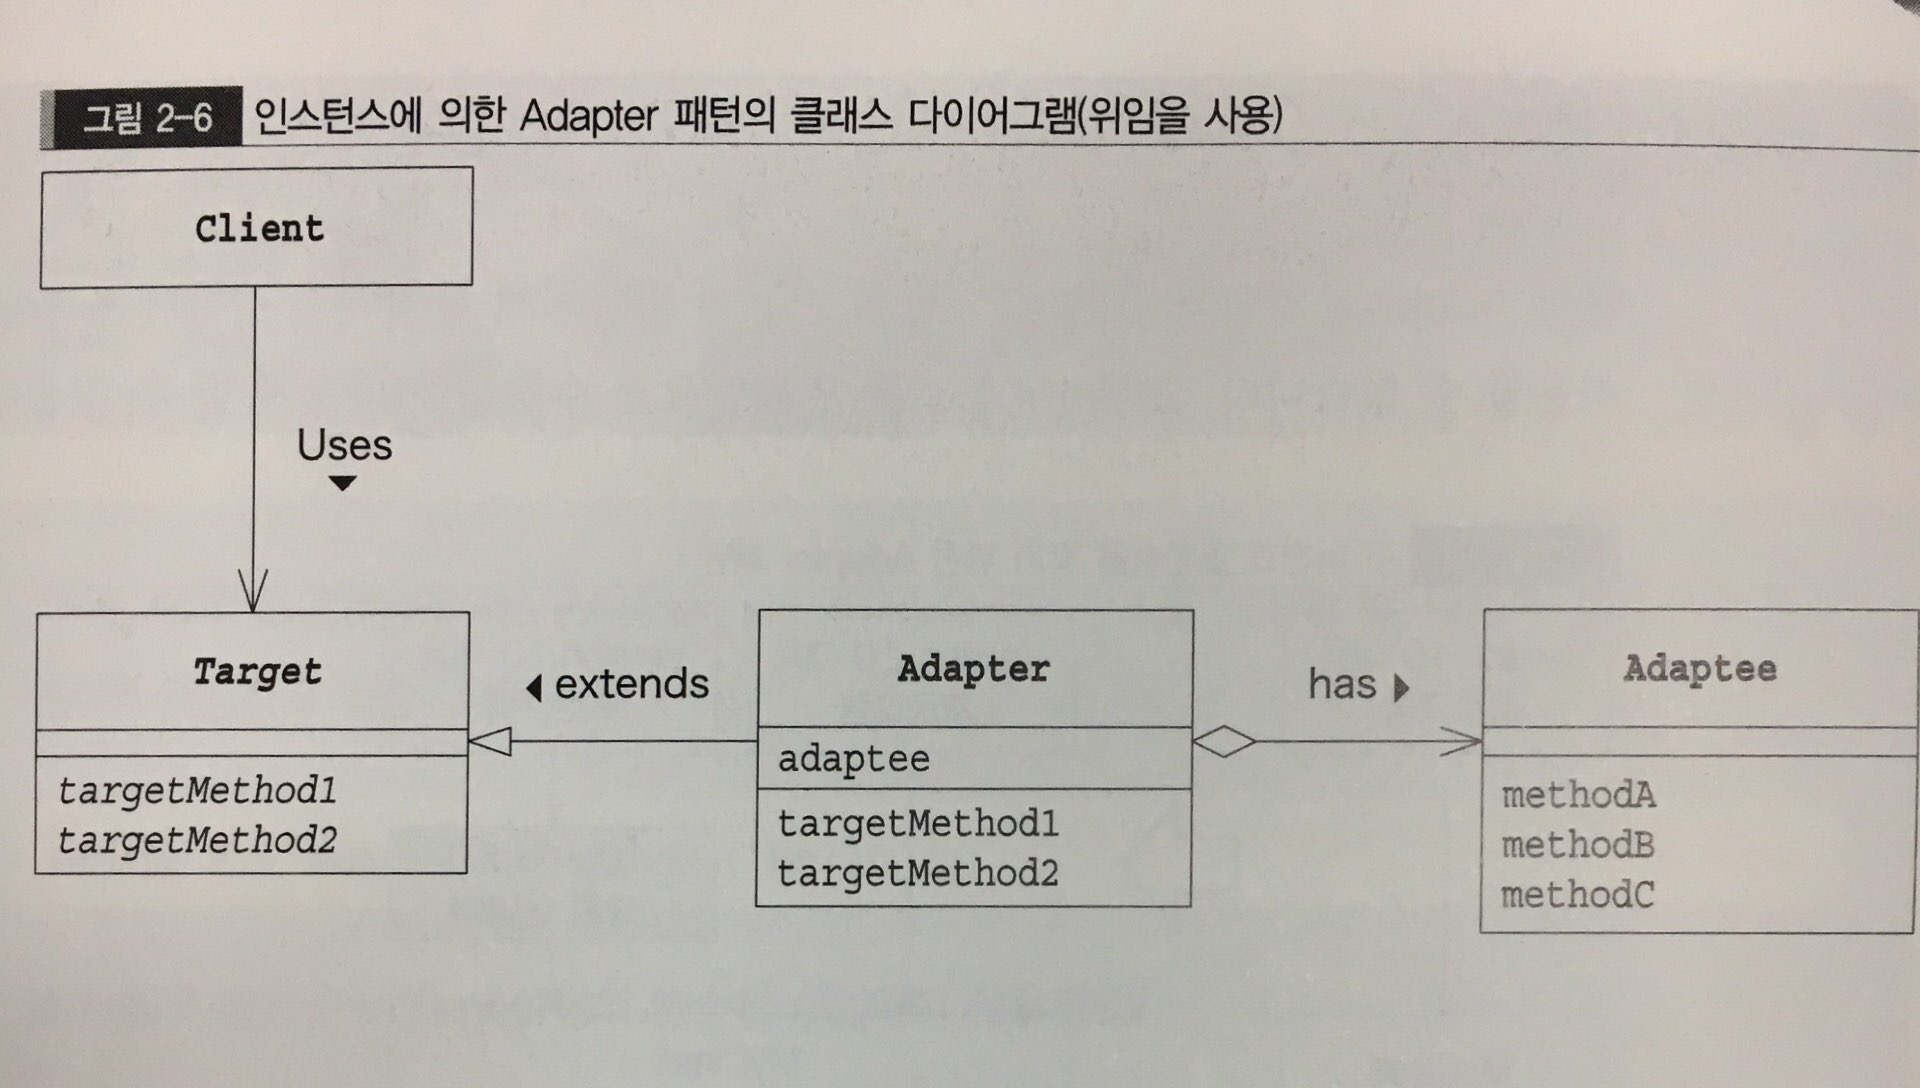 그림 2-6 인스턴스에 의한 Adapter 패턴의 클래스 다이어그램(위임을 사용)
Client
Uses
Target
targetMethod1
targetMethod2
extends
Adapter
adaptee
targetMethod1
targetMethod2
has
Adaptee
methodA
methodB
methodC